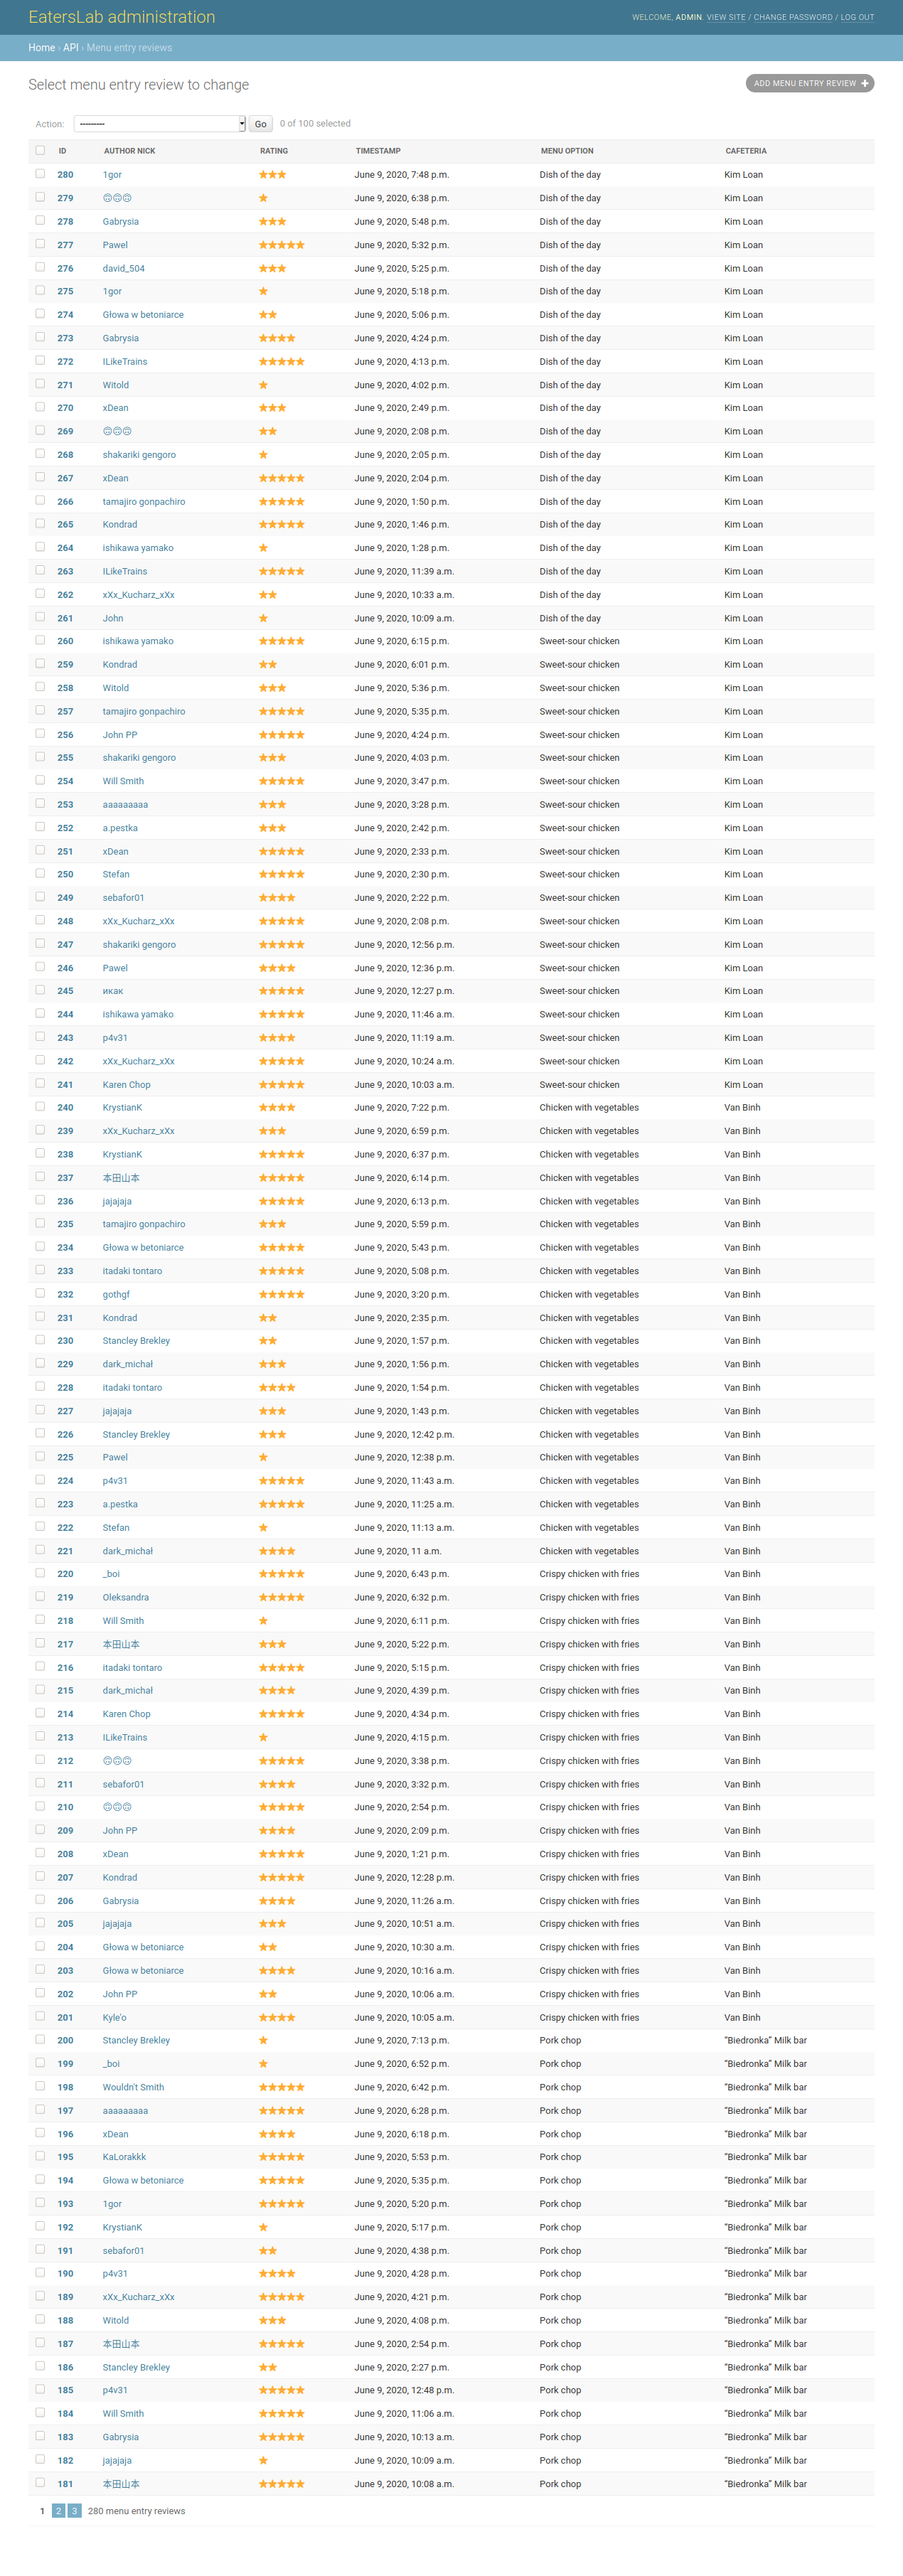 EatersLab administration
WELCOME, ADMIN. VIEW SITE / CHANGE PASSWORD / LOG OUT
Home › API › Menu entry reviews
Select menu entry review to change
ADD MENU ENTRY REVIEW +
Action: --------- Go 0 of 100 selected
ID AUTHOR NICK RATING TIMESTAMP MENU OPTION CAFETERIA
280 1gor ★★★ June 9, 2020, 7:48 p.m. Dish of the day Kim Loan
279 🙃🙃🙃 ★ June 9, 2020, 6:38 p.m. Dish of the day Kim Loan
278 Gabrysia ★★★ June 9, 2020, 5:48 p.m. Dish of the day Kim Loan
277 Pawel ★★★★★ June 9, 2020, 5:32 p.m. Dish of the day Kim Loan
276 david_504 ★★★ June 9, 2020, 5:25 p.m. Dish of the day Kim Loan
275 1gor ★ June 9, 2020, 5:18 p.m. Dish of the day Kim Loan
274 Głowa w betoniarce ★★ June 9, 2020, 5:06 p.m. Dish of the day Kim Loan
273 Gabrysia ★★★★ June 9, 2020, 4:24 p.m. Dish of the day Kim Loan
272 ILikeTrains ★★★★★ June 9, 2020, 4:13 p.m. Dish of the day Kim Loan
271 Witold ★ June 9, 2020, 4:02 p.m. Dish of the day Kim Loan
270 xDean ★★★ June 9, 2020, 2:49 p.m. Dish of the day Kim Loan
269 🙃🙃🙃 ★★ June 9, 2020, 2:08 p.m. Dish of the day Kim Loan
268 shakariki gengoro ★ June 9, 2020, 2:05 p.m. Dish of the day Kim Loan
267 xDean ★★★★★ June 9, 2020, 2:04 p.m. Dish of the day Kim Loan
266 tamajiro gonpachiro ★★★★★ June 9, 2020, 1:50 p.m. Dish of the day Kim Loan
265 Kondrad ★★★★★ June 9, 2020, 1:46 p.m. Dish of the day Kim Loan
264 ishikawa yamako ★ June 9, 2020, 1:28 p.m. Dish of the day Kim Loan
263 ILikeTrains ★★★★★ June 9, 2020, 11:39 a.m. Dish of the day Kim Loan
262 xXx_Kucharz_xXx ★★ June 9, 2020, 10:33 a.m. Dish of the day Kim Loan
261 John ★ June 9, 2020, 10:09 a.m. Dish of the day Kim Loan
260 ishikawa yamako ★★★★★ June 9, 2020, 6:15 p.m. Sweet-sour chicken Kim Loan
259 Kondrad ★★ June 9, 2020, 6:01 p.m. Sweet-sour chicken Kim Loan
258 Witold ★★★ June 9, 2020, 5:36 p.m. Sweet-sour chicken Kim Loan
257 tamajiro gonpachiro ★★★★★ June 9, 2020, 5:35 p.m. Sweet-sour chicken Kim Loan
256 John PP ★★★★★ June 9, 2020, 4:24 p.m. Sweet-sour chicken Kim Loan
255 shakariki gengoro ★★★ June 9, 2020, 4:03 p.m. Sweet-sour chicken Kim Loan
254 Will Smith ★★★★★ June 9, 2020, 3:47 p.m. Sweet-sour chicken Kim Loan
253 aaaaaaaaa ★★★ June 9, 2020, 3:28 p.m. Sweet-sour chicken Kim Loan
252 a.pestka ★★★ June 9, 2020, 2:42 p.m. Sweet-sour chicken Kim Loan
251 xDean ★★★★★ June 9, 2020, 2:33 p.m. Sweet-sour chicken Kim Loan
250 Stefan ★★★★★ June 9, 2020, 2:30 p.m. Sweet-sour chicken Kim Loan
249 sebafor01 ★★★★ June 9, 2020, 2:22 p.m. Sweet-sour chicken Kim Loan
248 xXx_Kucharz_xXx ★★★★★ June 9, 2020, 2:08 p.m. Sweet-sour chicken Kim Loan
247 shakariki gengoro ★★★★★ June 9, 2020, 12:56 p.m. Sweet-sour chicken Kim Loan
246 Pawel ★★★★ June 9, 2020, 12:36 p.m. Sweet-sour chicken Kim Loan
245 икак ★★★★★ June 9, 2020, 12:27 p.m. Sweet-sour chicken Kim Loan
244 ishikawa yamako ★★★★★ June 9, 2020, 11:46 a.m. Sweet-sour chicken Kim Loan
243 p4v31 ★★★★ June 9, 2020, 11:19 a.m. Sweet-sour chicken Kim Loan
242 xXx_Kucharz_xXx ★★★★★ June 9, 2020, 10:24 a.m. Sweet-sour chicken Kim Loan
241 Karen Chop ★★★★★ June 9, 2020, 10:03 a.m. Sweet-sour chicken Kim Loan
240 KrystianK ★★★★ June 9, 2020, 7:22 p.m. Chicken with vegetables Van Binh
239 xXx_Kucharz_xXx ★★★ June 9, 2020, 6:59 p.m. Chicken with vegetables Van Binh
238 KrystianK ★★★★★ June 9, 2020, 6:37 p.m. Chicken with vegetables Van Binh
237 本田山本 ★★★★★ June 9, 2020, 6:14 p.m. Chicken with vegetables Van Binh
236 jajajaja ★★★★★ June 9, 2020, 6:13 p.m. Chicken with vegetables Van Binh
235 tamajiro gonpachiro ★★★ June 9, 2020, 5:59 p.m. Chicken with vegetables Van Binh
234 Głowa w betoniarce ★★★★★ June 9, 2020, 5:43 p.m. Chicken with vegetables Van Binh
233 itadaki tontaro ★★★★★ June 9, 2020, 5:08 p.m. Chicken with vegetables Van Binh
232 gothgf ★★★★★ June 9, 2020, 3:20 p.m. Chicken with vegetables Van Binh
231 Kondrad ★★ June 9, 2020, 2:35 p.m. Chicken with vegetables Van Binh
230 Stancley Brekley ★★ June 9, 2020, 1:57 p.m. Chicken with vegetables Van Binh
229 dark_michał ★★★ June 9, 2020, 1:56 p.m. Chicken with vegetables Van Binh
228 itadaki tontaro ★★★★ June 9, 2020, 1:54 p.m. Chicken with vegetables Van Binh
227 jajajaja ★★★ June 9, 2020, 1:43 p.m. Chicken with vegetables Van Binh
226 Stancley Brekley ★★★ June 9, 2020, 12:42 p.m. Chicken with vegetables Van Binh
225 Pawel ★ June 9, 2020, 12:38 p.m. Chicken with vegetables Van Binh
224 p4v31 ★★★★★ June 9, 2020, 11:43 a.m. Chicken with vegetables Van Binh
223 a.pestka ★★★★★ June 9, 2020, 11:25 a.m. Chicken with vegetables Van Binh
222 Stefan ★ June 9, 2020, 11:13 a.m. Chicken with vegetables Van Binh
221 dark_michał ★★★★ June 9, 2020, 11 a.m. Chicken with vegetables Van Binh
220 _boi ★★★★★ June 9, 2020, 6:43 p.m. Crispy chicken with fries Van Binh
219 Oleksandra ★★★★★ June 9, 2020, 6:32 p.m. Crispy chicken with fries Van Binh
218 Will Smith ★ June 9, 2020, 6:11 p.m. Crispy chicken with fries Van Binh
217 本田山本 ★★★ June 9, 2020, 5:22 p.m. Crispy chicken with fries Van Binh
216 itadaki tontaro ★★★★★ June 9, 2020, 5:15 p.m. Crispy chicken with fries Van Binh
215 dark_michał ★★★★ June 9, 2020, 4:39 p.m. Crispy chicken with fries Van Binh
214 Karen Chop ★★★★★ June 9, 2020, 4:34 p.m. Crispy chicken with fries Van Binh
213 ILikeTrains ★ June 9, 2020, 4:15 p.m. Crispy chicken with fries Van Binh
212 🙃🙃🙃 ★★★★★ June 9, 2020, 3:38 p.m. Crispy chicken with fries Van Binh
211 sebafor01 ★★★★ June 9, 2020, 3:32 p.m. Crispy chicken with fries Van Binh
210 🙃🙃🙃 ★★★★★ June 9, 2020, 2:54 p.m. Crispy chicken with fries Van Binh
209 John PP ★★★★ June 9, 2020, 2:09 p.m. Crispy chicken with fries Van Binh
208 xDean ★★★★★ June 9, 2020, 1:21 p.m. Crispy chicken with fries Van Binh
207 Kondrad ★★★★★ June 9, 2020, 12:28 p.m. Crispy chicken with fries Van Binh
206 Gabrysia ★★★★ June 9, 2020, 11:26 a.m. Crispy chicken with fries Van Binh
205 jajajaja ★★★ June 9, 2020, 10:51 a.m. Crispy chicken with fries Van Binh
204 Głowa w betoniarce ★★ June 9, 2020, 10:30 a.m. Crispy chicken with fries Van Binh
203 Głowa w betoniarce ★★★★ June 9, 2020, 10:16 a.m. Crispy chicken with fries Van Binh
202 John PP ★★ June 9, 2020, 10:06 a.m. Crispy chicken with fries Van Binh
201 Kyle'o ★★★★ June 9, 2020, 10:05 a.m. Crispy chicken with fries Van Binh
200 Stancley Brekley ★ June 9, 2020, 7:13 p.m. Pork chop "Biedronka" Milk bar
199 _boi ★ June 9, 2020, 6:52 p.m. Pork chop "Biedronka" Milk bar
198 Wouldn't Smith ★★★★★ June 9, 2020, 6:42 p.m. Pork chop "Biedronka" Milk bar
197 aaaaaaaaa ★★★★★ June 9, 2020, 6:28 p.m. Pork chop "Biedronka" Milk bar
196 xDean ★★★★ June 9, 2020, 6:18 p.m. Pork chop "Biedronka" Milk bar
195 KaLorakkk ★★★★★ June 9, 2020, 5:53 p.m. Pork chop "Biedronka" Milk bar
194 Głowa w betoniarce ★★★★★ June 9, 2020, 5:35 p.m. Pork chop "Biedronka" Milk bar
193 1gor ★★★★★ June 9, 2020, 5:20 p.m. Pork chop "Biedronka" Milk bar
192 KrystianK ★ June 9, 2020, 5:17 p.m. Pork chop "Biedronka" Milk bar
191 sebafor01 ★★ June 9, 2020, 4:38 p.m. Pork chop "Biedronka" Milk bar
190 p4v31 ★★★★ June 9, 2020, 4:28 p.m. Pork chop "Biedronka" Milk bar
189 xXx_Kucharz_xXx ★★★★★ June 9, 2020, 4:21 p.m. Pork chop "Biedronka" Milk bar
188 Witold ★★★ June 9, 2020, 4:08 p.m. Pork chop "Biedronka" Milk bar
187 本田山本 ★★★★★ June 9, 2020, 2:54 p.m. Pork chop "Biedronka" Milk bar
186 Stancley Brekley ★★ June 9, 2020, 2:27 p.m. Pork chop "Biedronka" Milk bar
185 p4v31 ★★★★★ June 9, 2020, 12:48 p.m. Pork chop "Biedronka" Milk bar
184 Will Smith ★★★★★ June 9, 2020, 11:06 a.m. Pork chop "Biedronka" Milk bar
183 Gabrysia ★★★★★ June 9, 2020, 10:13 a.m. Pork chop "Biedronka" Milk bar
182 jajajaja ★ June 9, 2020, 10:09 a.m. Pork chop "Biedronka" Milk bar
181 本田山本 ★★★★★ June 9, 2020, 10:08 a.m. Pork chop "Biedronka" Milk bar
1 2 3 280 menu entry reviews